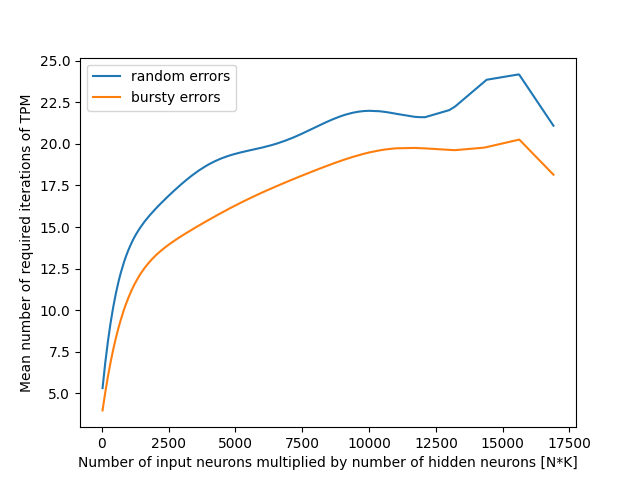 random errors
bursty errors
Mean number of required iterations of TPM
25.0
22.5
20.0
17.5
15.0
12.5
10.0
7.5
5.0
0 2500 5000 7500 10000 12500 15000 17500
Number of input neurons multiplied by number of hidden neurons [N*K]